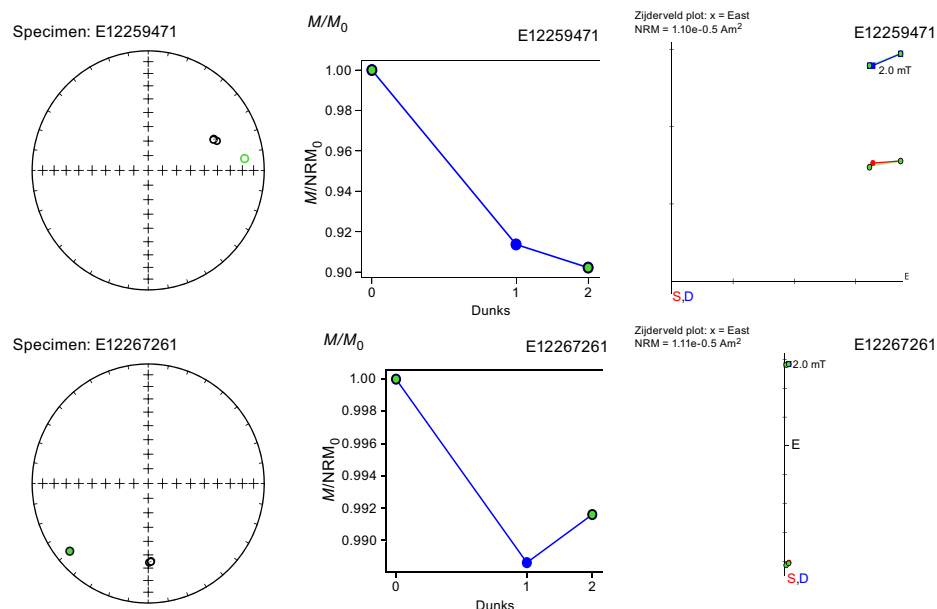 Specimen: E12259471
M/M0
E12259471
1.00
0.98
0.96
0.94
0.92
0.90
M/NRM0
0
1
2
Dunks
Zijderveld plot: x = East
NRM = 1.10e-0.5 Am2
E12259471
2.0 mT
E
S,D
Specimen: E12267261
M/M0
E12267261
1.00
0.998
0.996
0.994
0.992
0.990
M/NRM0
0
1
2
Dunks
Zijderveld plot: x = East
NRM = 1.11e-0.5 Am2
E12267261
2.0 mT
E
S,D